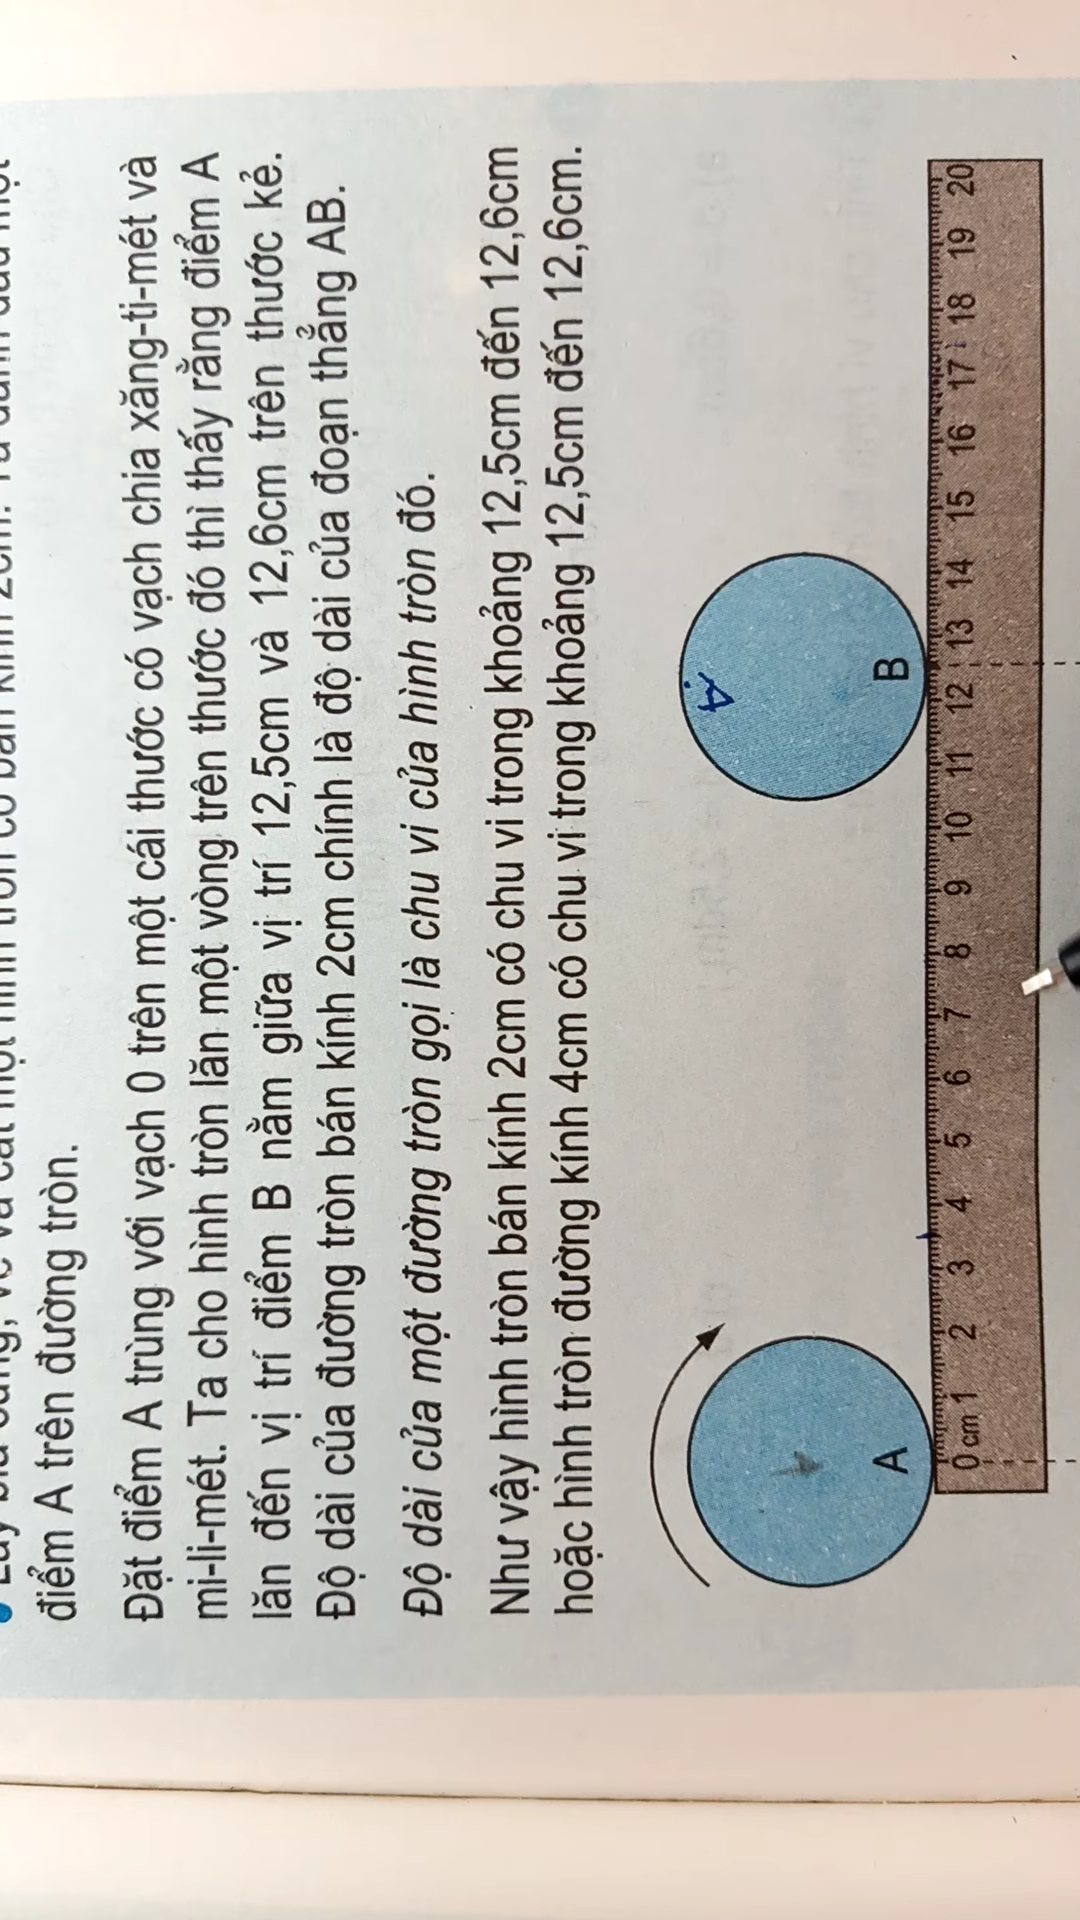 điểm A trên đường tròn.
Đặt điểm A trùng với vạch 0 trên một cái thước có vạch chia xăng-ti-mét và
mi-li-mét. Ta cho hình tròn lăn một vòng trên thước đó thì thấy rằng điểm A
lăn đến vị trí điểm B nằm giữa vị trí 12,5cm và 12,6cm trên thước kẻ.
Độ dài của đường tròn bán kính 2cm chính là độ dài của đoạn thẳng AB.
Độ dài của một đường tròn gọi là chu vi của hình tròn đó.
Như vậy hình tròn bán kính 2cm có chu vi trong khoảng 12,5cm đến 12,6cm
hoặc hình tròn đường kính 4cm có chu vi trong khoảng 12,5cm đến 12,6cm.
A
A B
0 cm 1 2 3 4 5 6 7 8 9 10 11 12 13 14 15 16 17 18 19 20